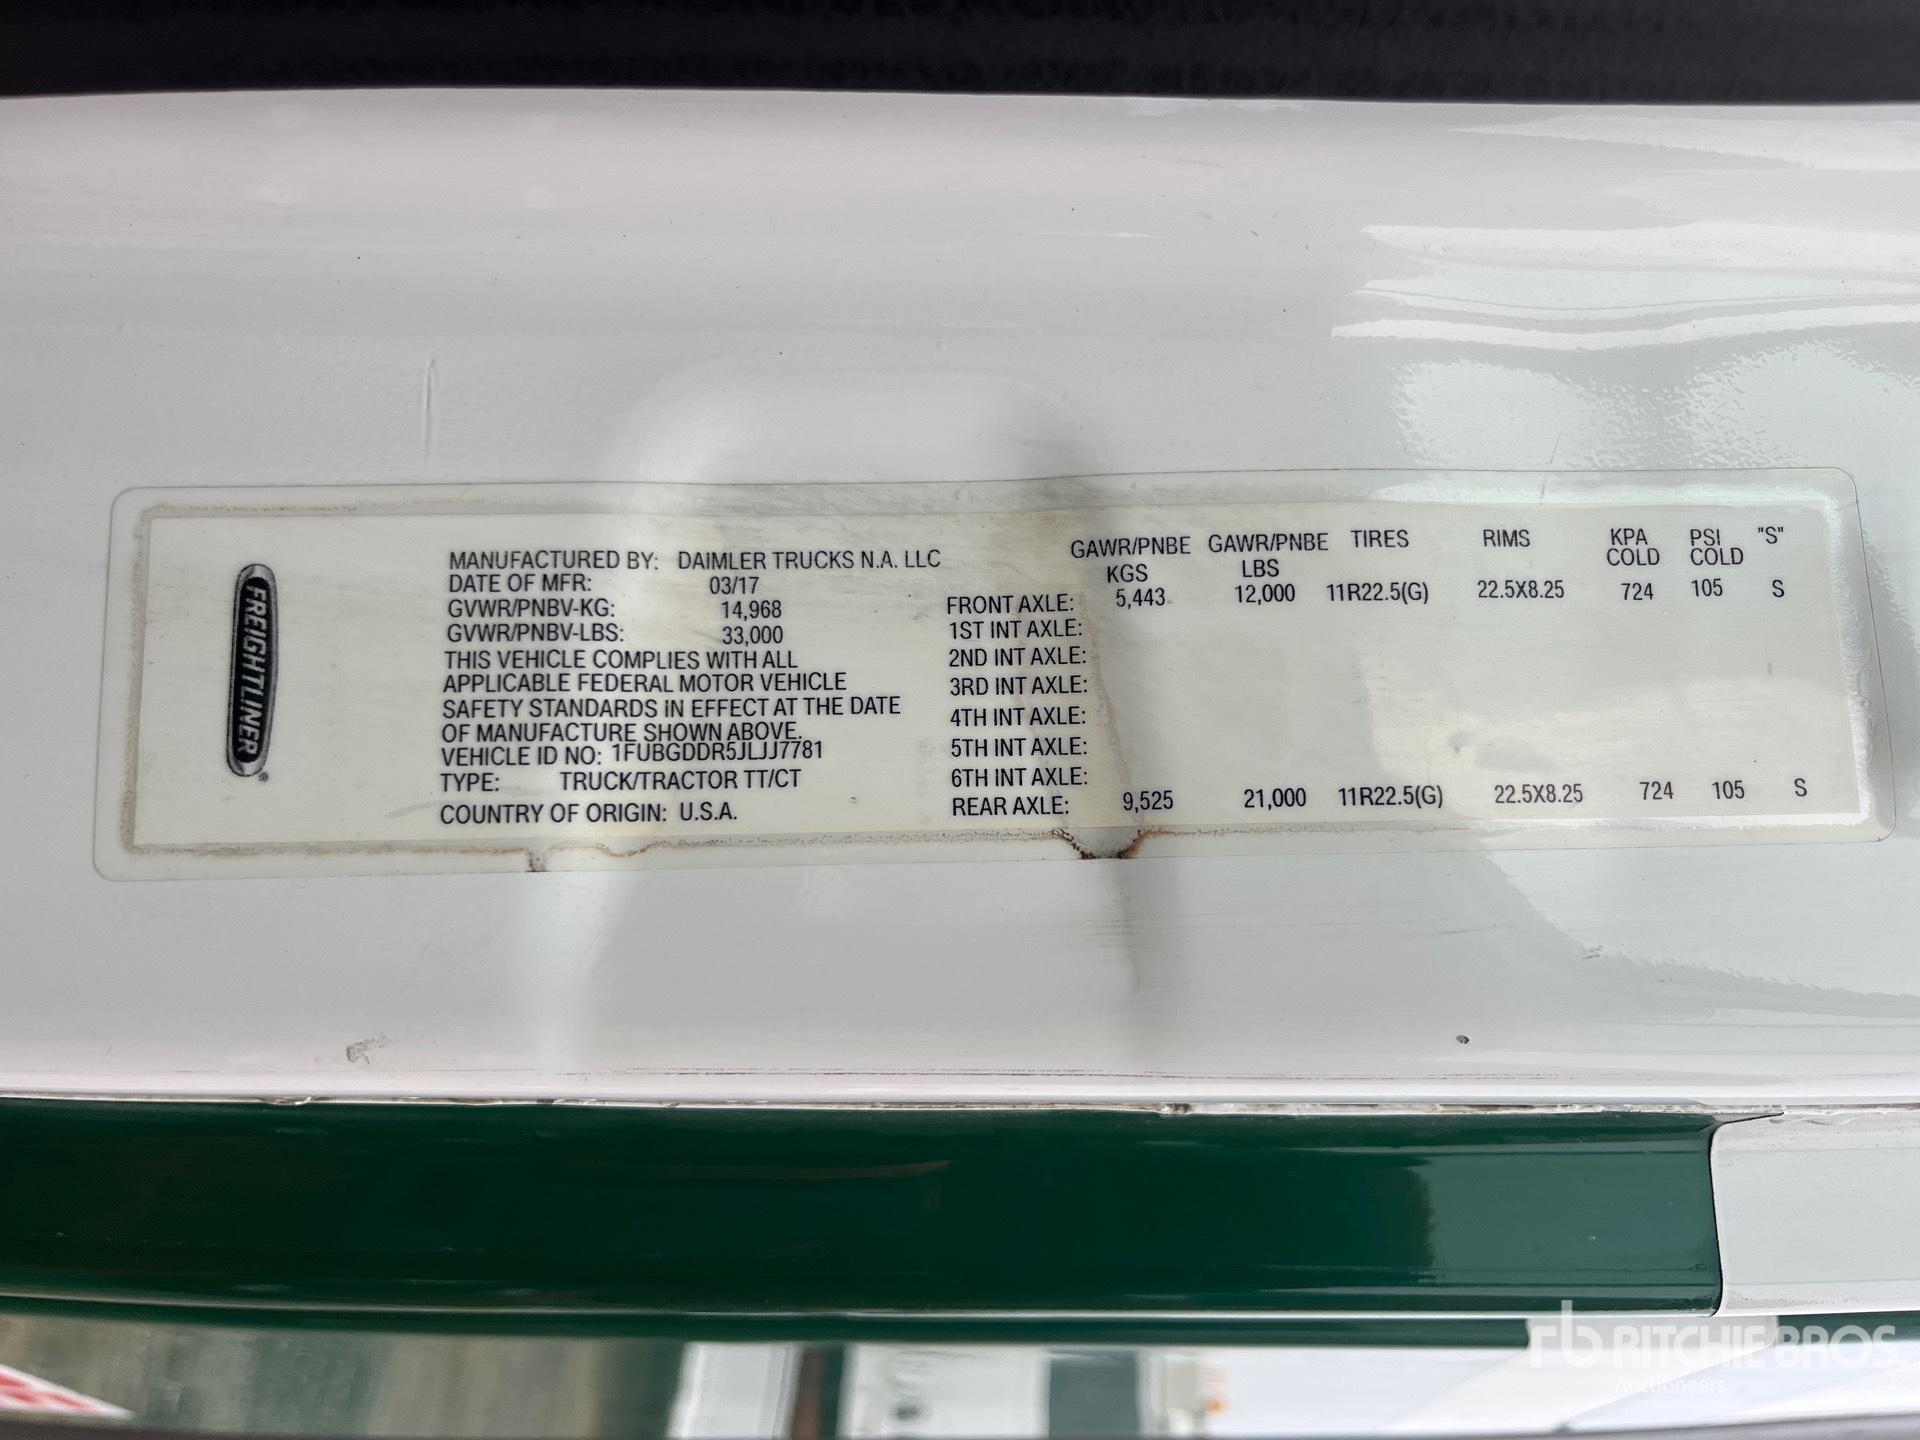 FREIGHTLINER
MANUFACTURED BY: DAIMLER TRUCKS N.A. LLC
DATE OF MFR: 03/17
GVWR/PNBV-KG: 14,968
GVWR/PNBV-LBS: 33,000
THIS VEHICLE COMPLIES WITH ALL
APPLICABLE FEDERAL MOTOR VEHICLE
SAFETY STANDARDS IN EFFECT AT THE DATE
OF MANUFACTURE SHOWN ABOVE.
VEHICLE ID NO: 1FUBGDDR5JLJJ7781
TYPE: TRUCK/TRACTOR TT/CT
COUNTRY OF ORIGIN: U.S.A.
GAWR/PNBE GAWR/PNBE TIRES RIMS KPA PSI "S"
KGS LBS COLD COLD
FRONT AXLE: 5,443 12,000 11R22.5(G) 22.5X8.25 724 105 S
1ST INT AXLE:
2ND INT AXLE:
3RD INT AXLE:
4TH INT AXLE:
5TH INT AXLE:
6TH INT AXLE:
REAR AXLE: 9,525 21,000 11R22.5(G) 22.5X8.25 724 105 S
rb RITCHIE BROS.
Auctioneers